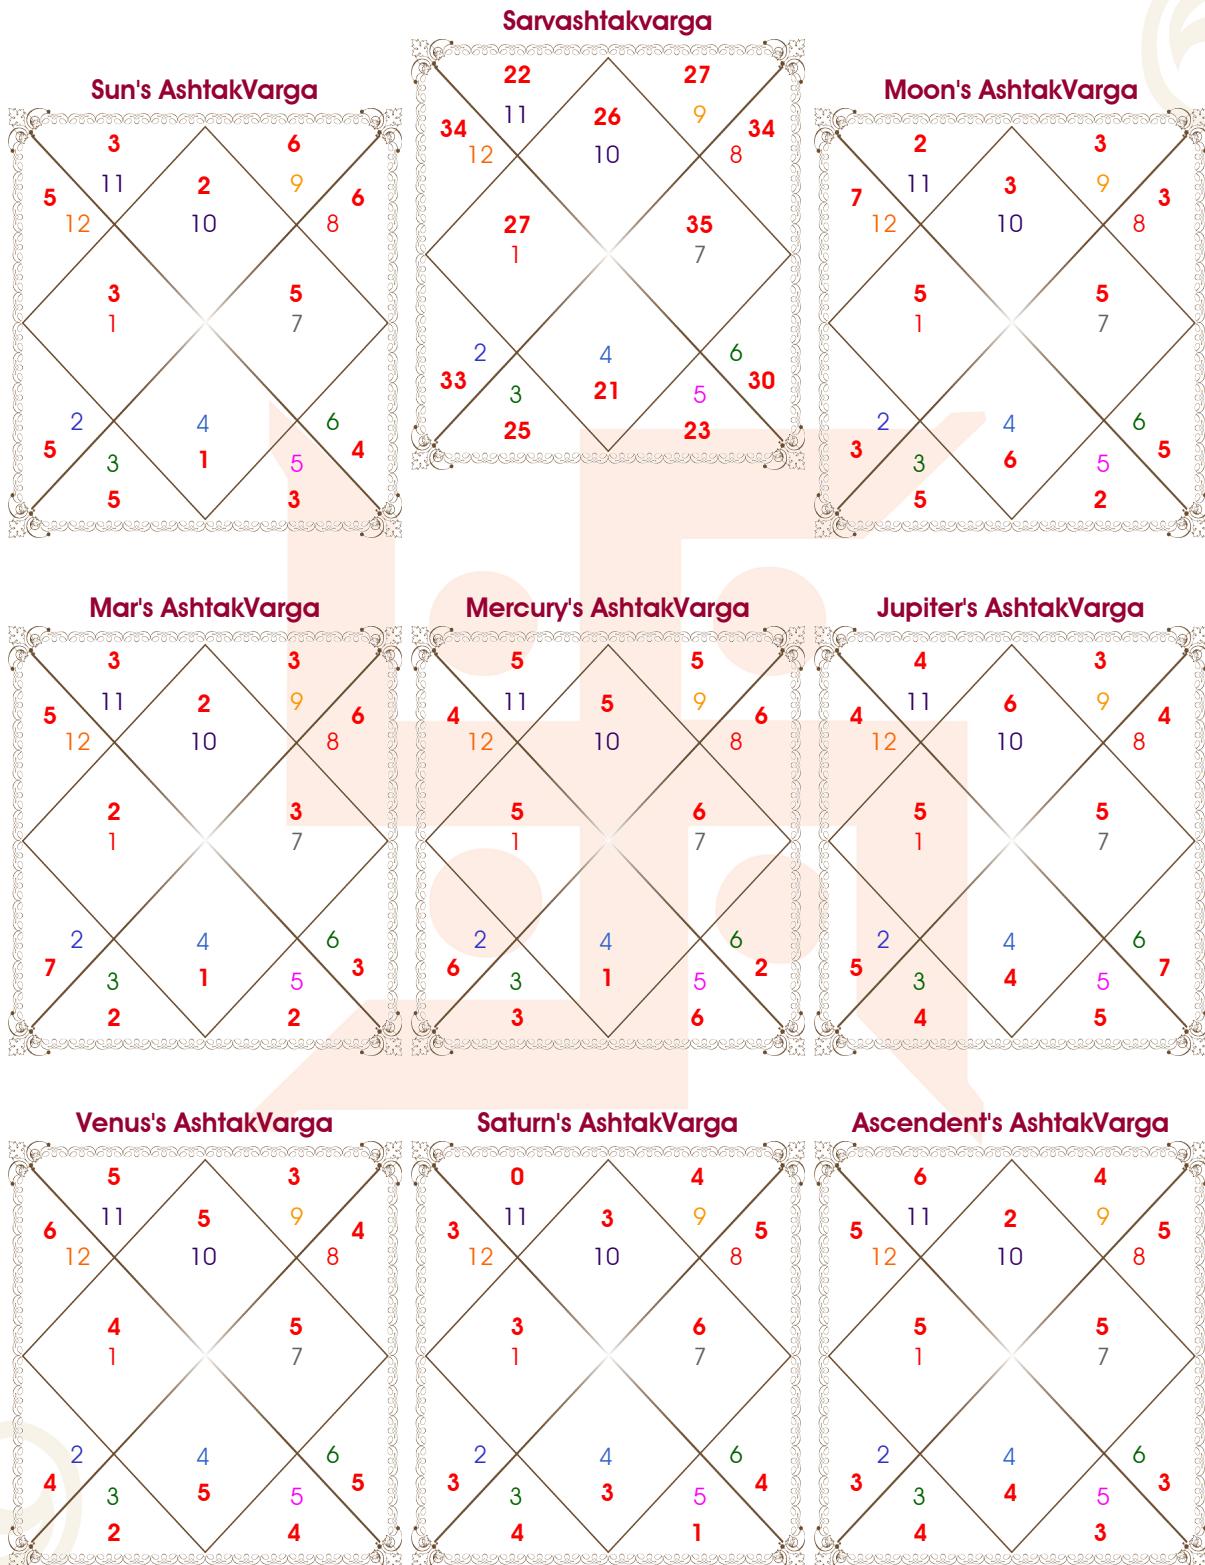 Sarvashtakvarga
22 27
11 26 9
34 34
12 10 8
27 35
1 7
2 4 6
33 21 30
3 5
25 23
Sun's AshtakVarga
3 6
11 2 9
5 6
12 10 8
3 5
1 7
2 4 6
5 1 4
3 5
5 3
Moon's AshtakVarga
2 3
11 3 9
7 3
12 10 8
5 5
1 7
2 4 6
3 6 5
3 5
5 2
Mar's AshtakVarga
3 3
11 2 9
5 6
12 10 8
2 3
1 7
2 4 6
7 1 3
3 5
2 2
Mercury's AshtakVarga
5 5
11 5 9
4 6
12 10 8
5 6
1 7
2 4 6
6 1 2
3 5
3 6
Jupiter's AshtakVarga
4 3
11 6 9
4 4
12 10 8
5 5
1 7
2 4 6
5 4 7
3 5
4 5
Venus's AshtakVarga
5 3
11 5 9
6 4
12 10 8
4 5
1 7
2 4 6
4 5 5
3 5
2 4
Saturn's AshtakVarga
0 4
11 3 9
3 5
12 10 8
3 6
1 7
2 4 6
3 3 4
3 5
4 1
Ascendent's AshtakVarga
6 4
11 2 9
5 5
12 10 8
5 5
1 7
2 4 6
3 4 3
3 5
4 3